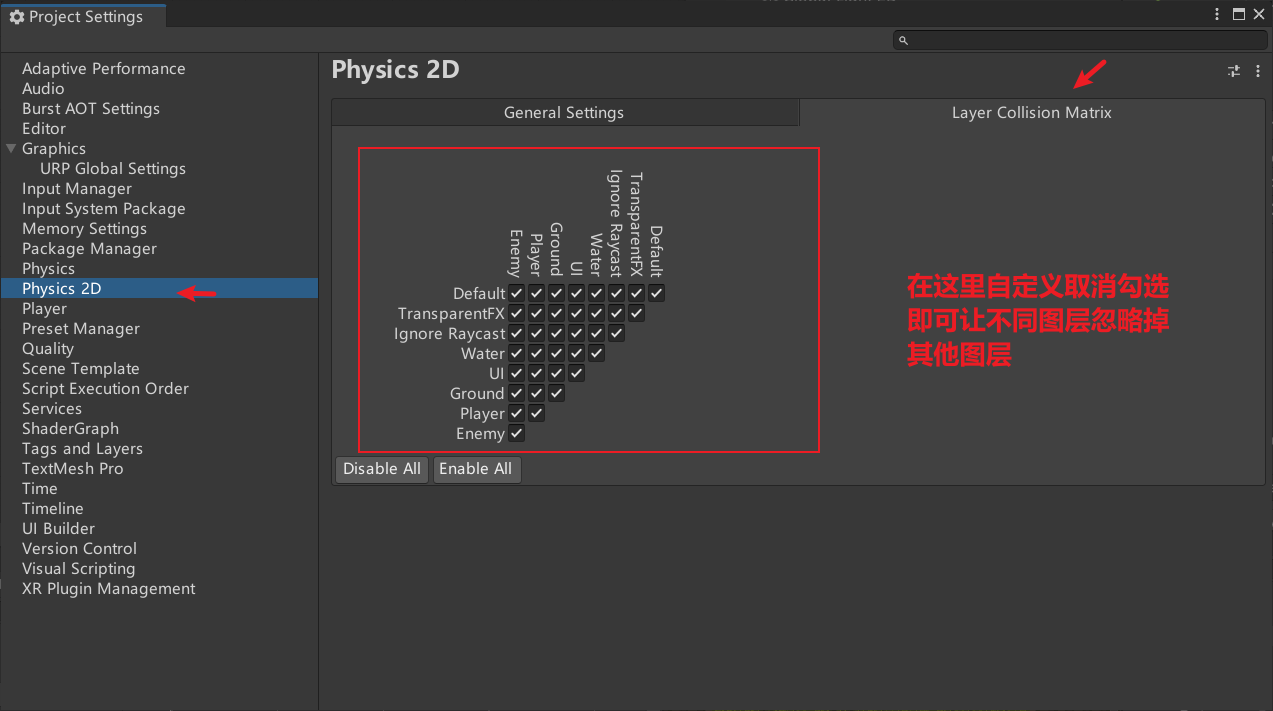 Project Settings
Adaptive Performance
Audio
Burst AOT Settings
Editor
Graphics
URP Global Settings
Input Manager
Input System Package
Memory Settings
Package Manager
Physics
Physics 2D
Player
Preset Manager
Quality
Scene Template
Script Execution Order
Services
ShaderGraph
Tags and Layers
TextMesh Pro
Time
Timeline
UI Builder
Version Control
Visual Scripting
XR Plugin Management
Physics 2D
General Settings
Layer Collision Matrix
Enemy
Player
Ground
UI
Water
Ignore Raycast
TransparentFX
Default
Default
TransparentFX
Ignore Raycast
Water
UI
Ground
Player
Enemy
Disable All
Enable All
在这里自定义取消勾选
即可让不同图层忽略掉
其他图层